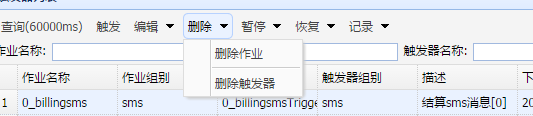 查询(60000ms) 触发 编辑 删除 暂停 恢复 记录
作业名称: 触发器名称:
删除作业
删除触发器
作业名称 作业组别 触发器组别 描述 下
1 0_billingsms sms 0_billingsmsTrigge sms 结算sms消息[0] 20